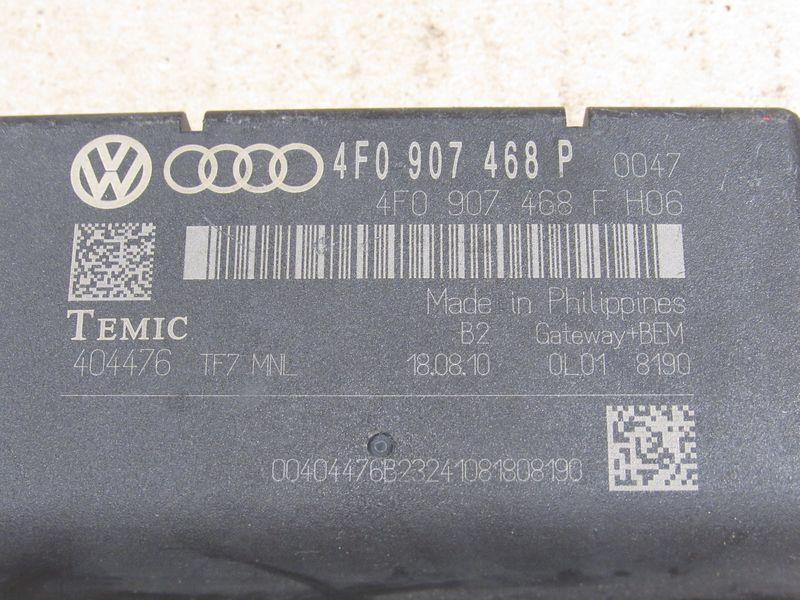 4F0 907 468 P 0047
4F0 907 468 F H06
Made in Philippines
TEMIC B2 Gateway+BEM
404476 TF7 MNL 18.08.10 0L01 8190
00404476B23241081808190